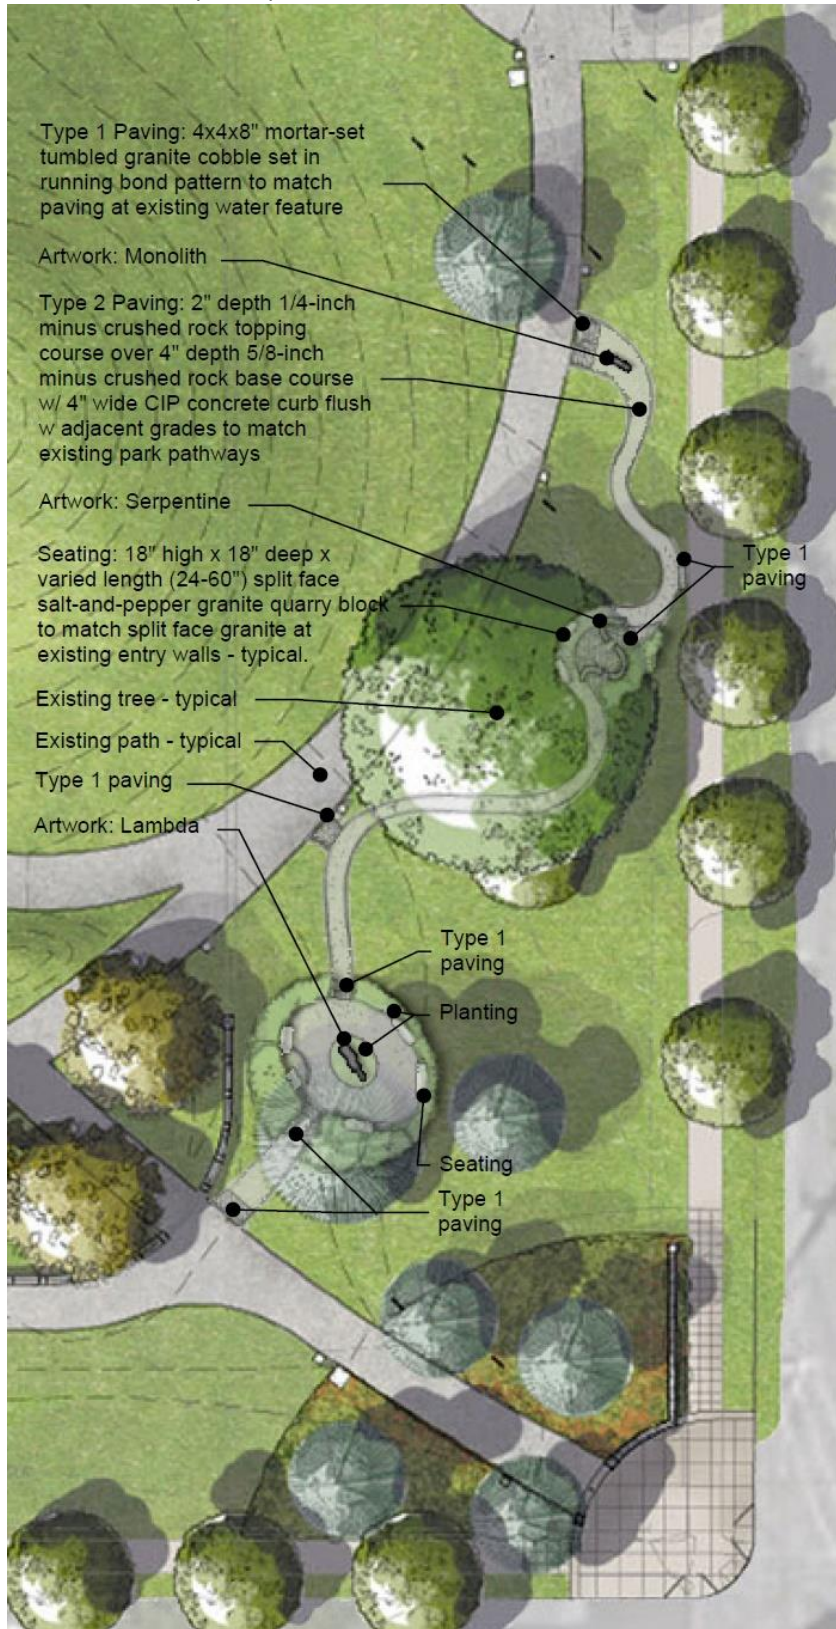 Type 1 Paving: 4x4x8" mortar-set
tumbled granite cobble set in
running bond pattern to match
paving at existing water feature
Artwork: Monolith
Type 2 Paving: 2" depth 1/4-inch
minus crushed rock topping
course over 4" depth 5/8-inch
minus crushed rock base course
w/ 4" wide CIP concrete curb flush
w adjacent grades to match
existing park pathways
Artwork: Serpentine
Seating: 18" high x 18" deep x
varied length (24-60") split face
salt-and-pepper granite quarry block
to match split face granite at
existing entry walls - typical.
Type 1
paving
Existing tree - typical
Existing path - typical
Type 1 paving
Artwork: Lambda
Type 1
paving
Planting
Seating
Type 1
paving